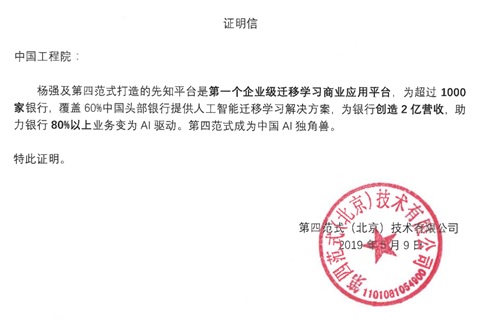 证明信
中国工程院：
杨强及第四范式打造的先知平台是第一个企业级迁移学习商业应用平台，为超过 1000
家银行，覆盖 60%中国头部银行提供人工智能迁移学习解决方案，为银行创造 2 亿营收，助
力银行 80%以上业务变为 AI 驱动。第四范式成为中国 AI 独角兽。
特此证明。
第四范式（北京）技术有限公司
2019 年 5月 9 日
第四范式(北京)技术有限公司
1101081054900